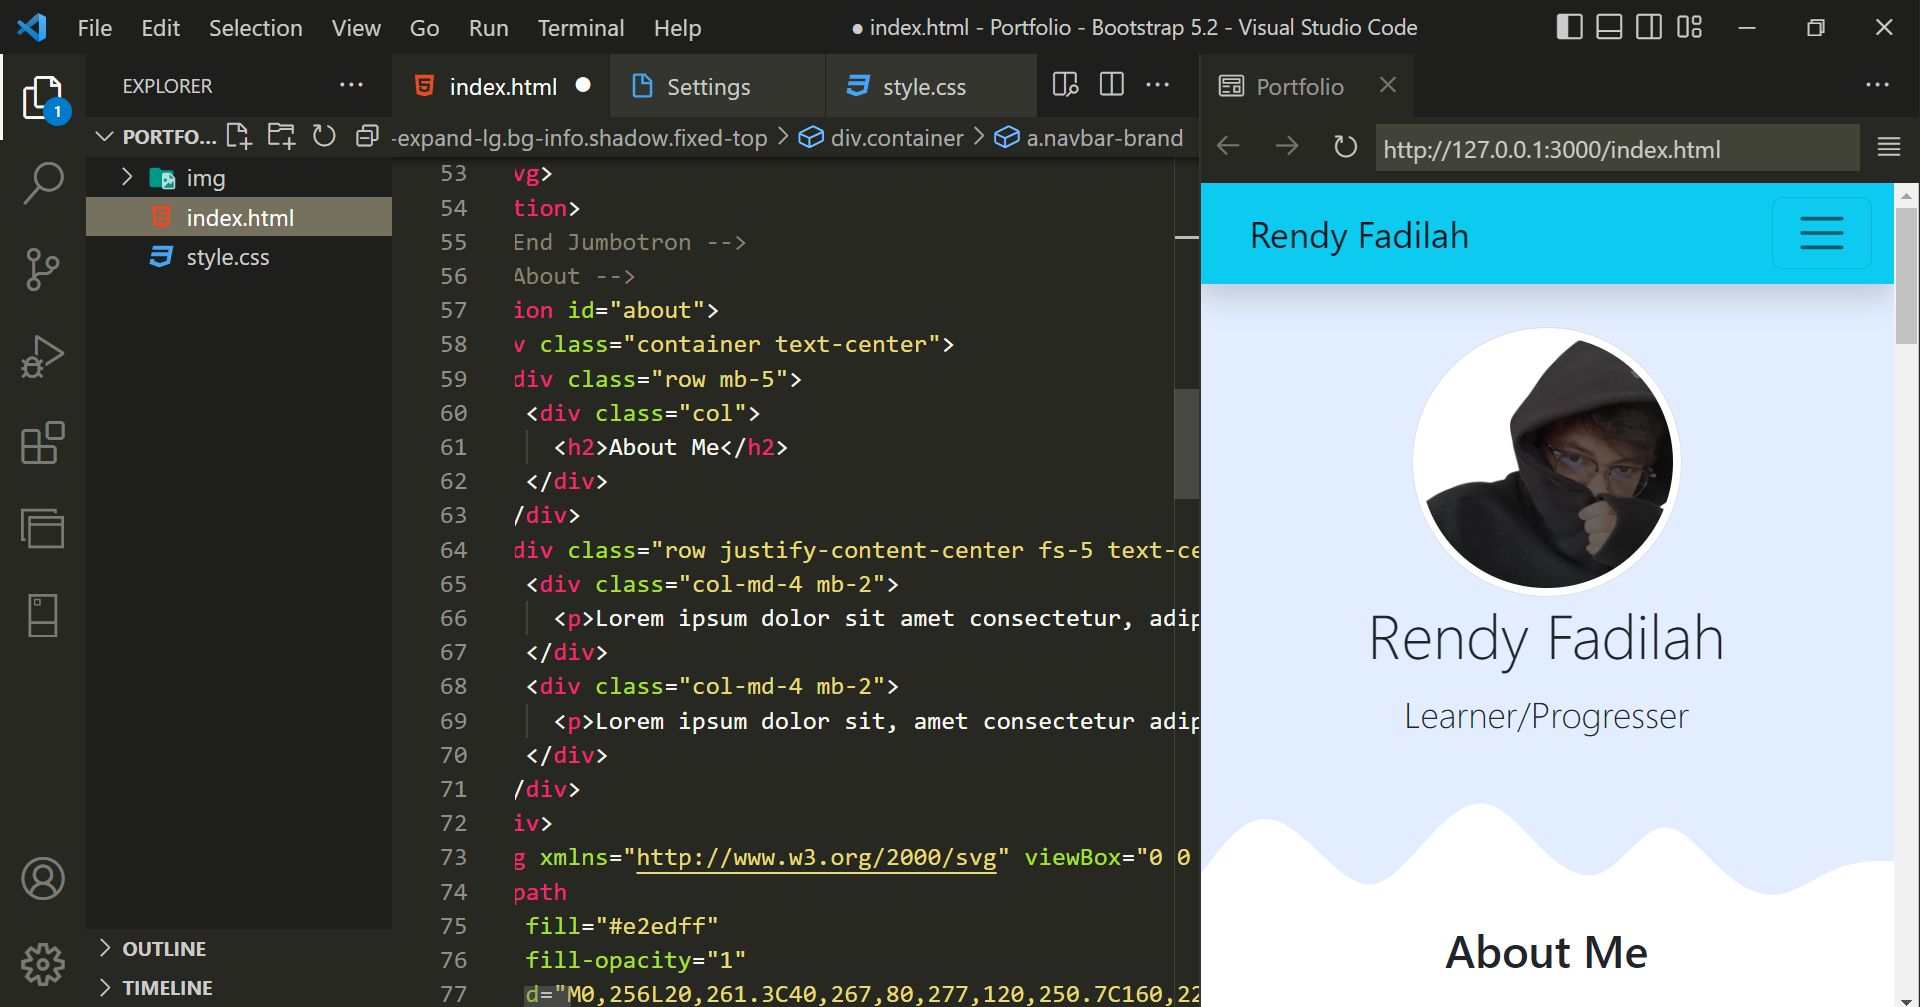 File Edit Selection View Go Run Terminal Help
● index.html - Portfolio - Bootstrap 5.2 - Visual Studio Code
EXPLORER
index.html
Settings
style.css
Portfolio
1
PORTFO...
-expand-lg.bg-info.shadow.fixed-top > div.container > a.navbar-brand
http://127.0.0.1:3000/index.html
img
index.html
style.css
53 vg>
54 tion>
55 End Jumbotron -->
56 About -->
57 ion id="about">
58 v class="container text-center">
59 div class="row mb-5">
60 <div class="col">
61 <h2>About Me</h2>
62 </div>
63 /div>
64 div class="row justify-content-center fs-5 text-ce
65 <div class="col-md-4 mb-2">
66 <p>Lorem ipsum dolor sit amet consectetur, adip
67 </div>
68 <div class="col-md-4 mb-2">
69 <p>Lorem ipsum dolor sit, amet consectetur adip
70 </div>
71 /div>
72 iv>
73 g xmlns="http://www.w3.org/2000/svg" viewBox="0 0
74 path
75 fill="#e2edff"
76 fill-opacity="1"
77 d="M0,256L20,261.3C40,267,80,277,120,250.7C160,22
OUTLINE
TIMELINE
Rendy Fadilah
Rendy Fadilah
Learner/Progresser
About Me